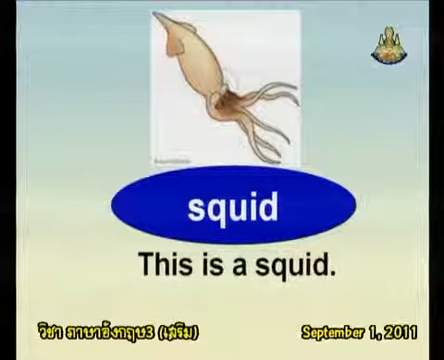 squid
This is a squid.
วิชา ภาษาอังกฤษ3 (เสริม)
September 1, 2011